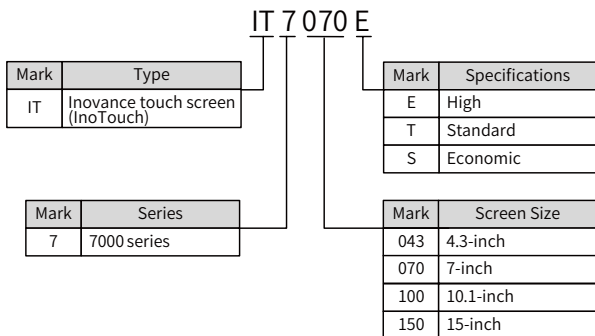 IT 7 070 E
Mark Type
IT Inovance touch screen
(InoTouch)
Mark Specifications
E High
T Standard
S Economic
Mark Series
7 7000 series
Mark Screen Size
043 4.3-inch
070 7-inch
100 10.1-inch
150 15-inch